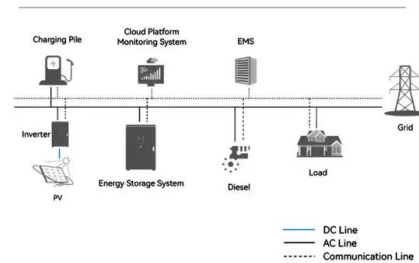 Charging Pile
Cloud Platform
Monitoring System
EMS
Grid
Inverter
PV
Energy Storage System
Diesel
Load
DC Line
AC Line
Communication Line